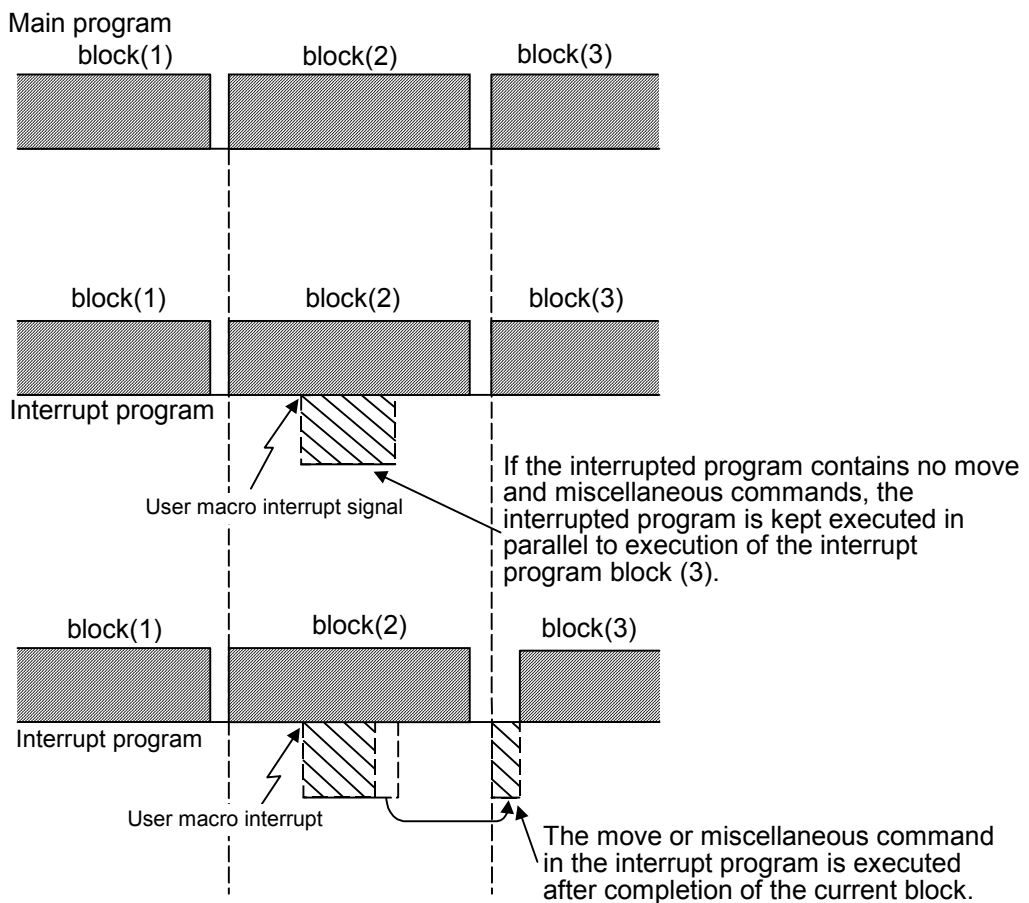 Main program
block(1)
block(2)
block(3)
block(1)
block(2)
block(3)
Interrupt program
User macro interrupt signal
If the interrupted program contains no move
and miscellaneous commands, the
interrupted program is kept executed in
parallel to execution of the interrupt
program block (3).
block(1)
block(2)
block(3)
Interrupt program
User macro interrupt
The move or miscellaneous command
in the interrupt program is executed
after completion of the current block.